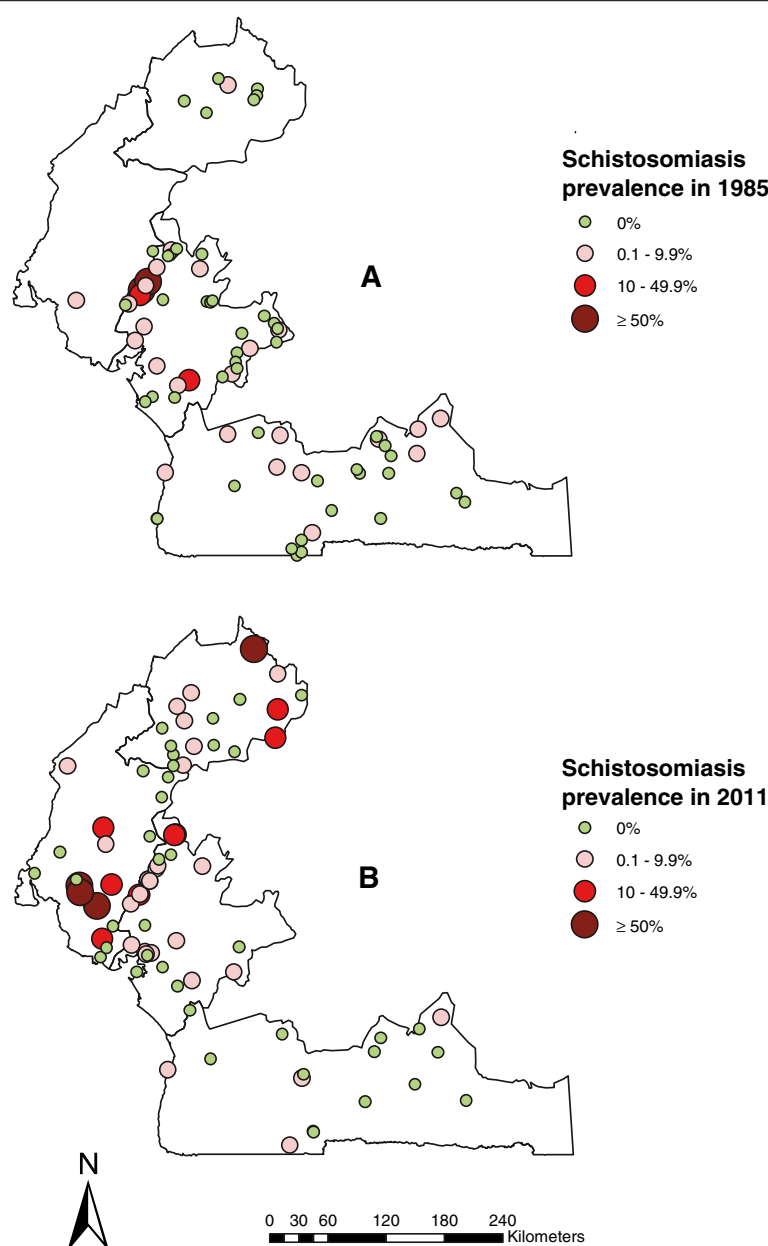 Schistosomiasis
prevalence in 1985
0%
0.1 - 9.9%
10 - 49.9%
≥ 50%
A
Schistosomiasis
prevalence in 2011
0%
0.1 - 9.9%
10 - 49.9%
≥ 50%
B
N
0 30 60 120 180 240
Kilometers